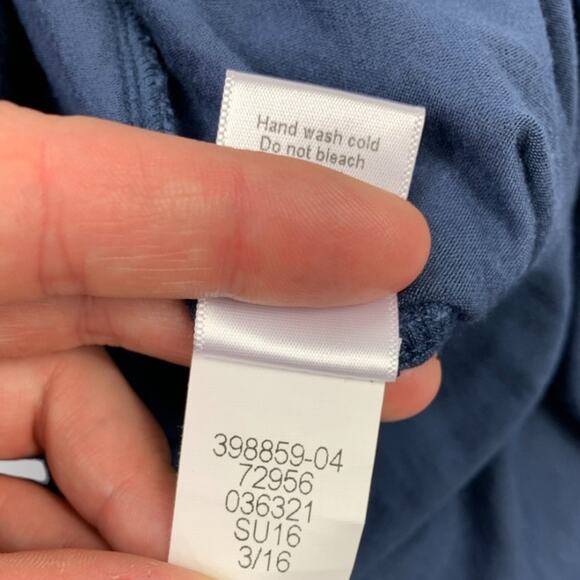 Hand wash cold
Do not bleach
398859-04
72956
036321
SU16
3/16